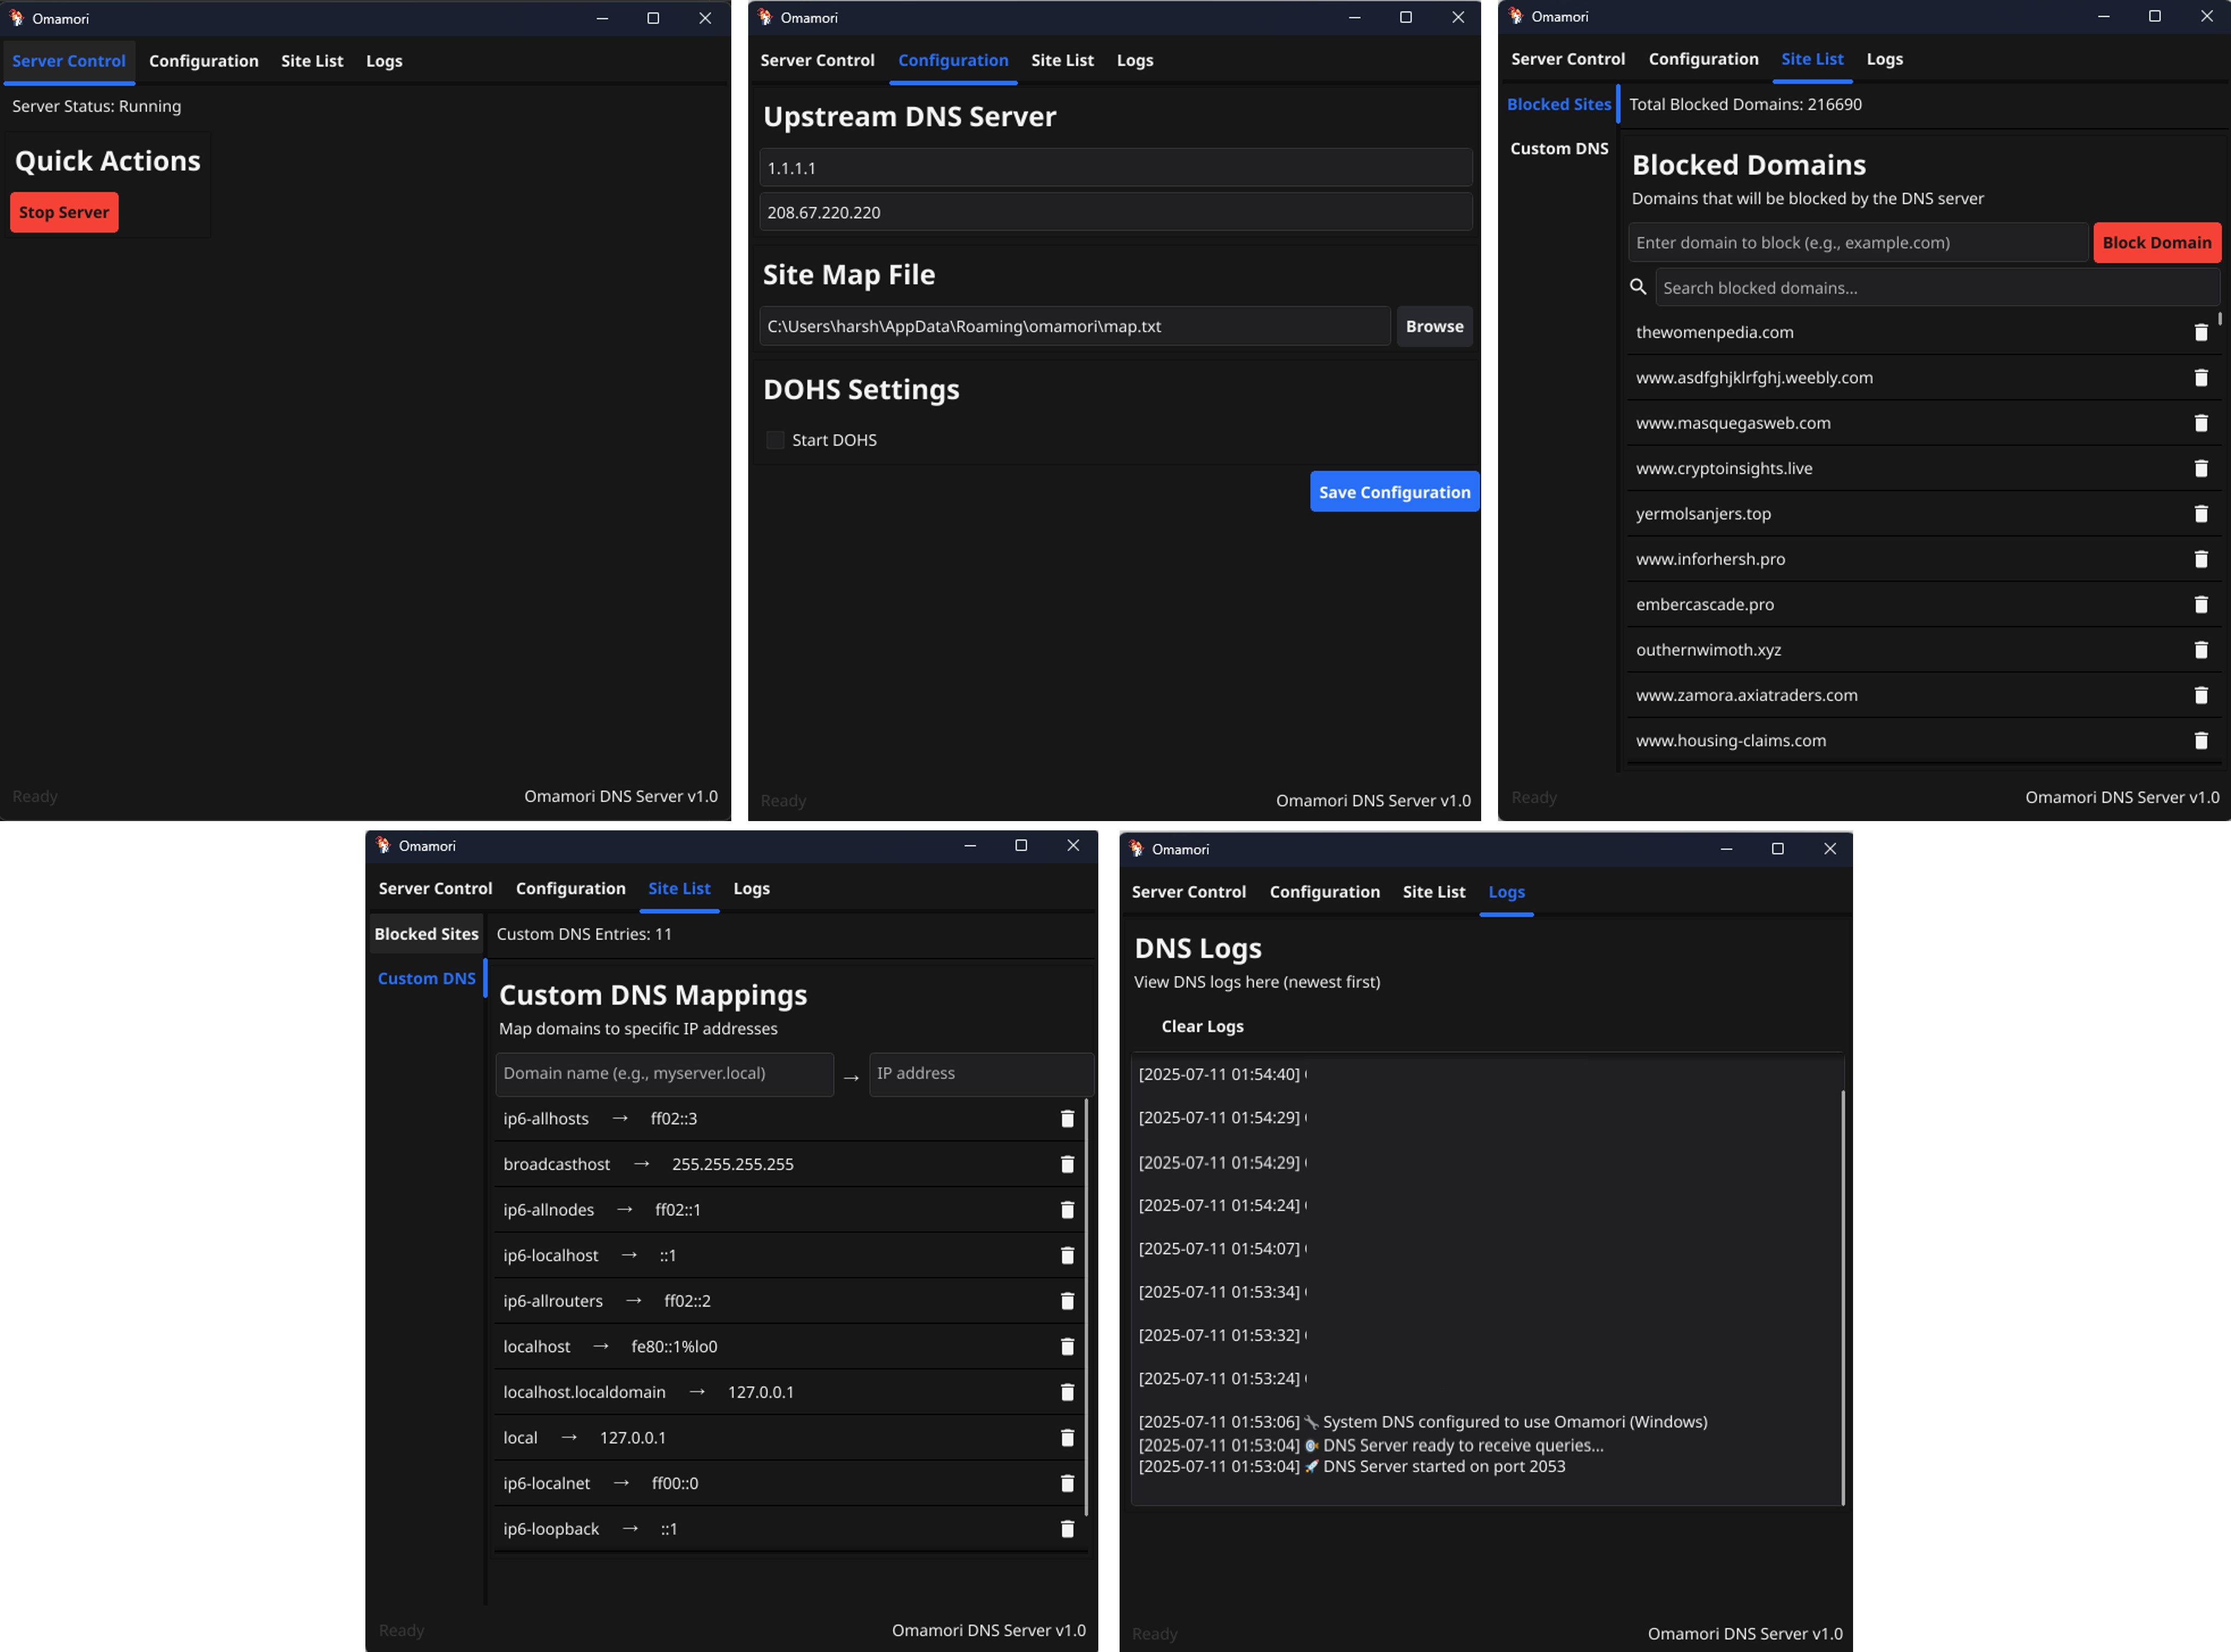 Omamori
Server Control Configuration Site List Logs
Server Status: Running
Quick Actions
Stop Server
Ready Omamori DNS Server v1.0
Omamori
Server Control Configuration Site List Logs
Upstream DNS Server
1.1.1.1
208.67.220.220
Site Map File
C:\Users\harsh\AppData\Roaming\omamori\map.txt Browse
DOHS Settings
Start DOHS
Save Configuration
Ready Omamori DNS Server v1.0
Omamori
Server Control Configuration Site List Logs
Blocked Sites Total Blocked Domains: 216690
Custom DNS
Blocked Domains
Domains that will be blocked by the DNS server
Enter domain to block (e.g., example.com) Block Domain
Search blocked domains...
thewomenpedia.com
www.asdfghjklrfghj.weebly.com
www.masquegasweb.com
www.cryptoinsights.live
yermolsanjers.top
www.inforhersh.pro
embercascade.pro
outhernwimoth.xyz
www.zamora.axiatraders.com
www.housing-claims.com
Ready Omamori DNS Server v1.0
Omamori
Server Control Configuration Site List Logs
Blocked Sites Custom DNS Entries: 11
Custom DNS
Custom DNS Mappings
Map domains to specific IP addresses
Domain name (e.g., myserver.local) → IP address
ip6-allhosts → ff02::3
broadcasthost → 255.255.255.255
ip6-allnodes → ff02::1
ip6-localhost → ::1
ip6-allrouters → ff02::2
localhost → fe80::1%lo0
localhost.localdomain → 127.0.0.1
local → 127.0.0.1
ip6-localnet → ff00::0
ip6-loopback → ::1
Ready Omamori DNS Server v1.0
Omamori
Server Control Configuration Site List Logs
DNS Logs
View DNS logs here (newest first)
Clear Logs
[2025-07-11 01:54:40]
[2025-07-11 01:54:29]
[2025-07-11 01:54:29]
[2025-07-11 01:54:24]
[2025-07-11 01:54:07]
[2025-07-11 01:53:34]
[2025-07-11 01:53:32]
[2025-07-11 01:53:24]
[2025-07-11 01:53:06] 🔧 System DNS configured to use Omamori (Windows)
[2025-07-11 01:53:04] DNS Server ready to receive queries...
[2025-07-11 01:53:04] 🚀 DNS Server started on port 2053
Ready Omamori DNS Server v1.0